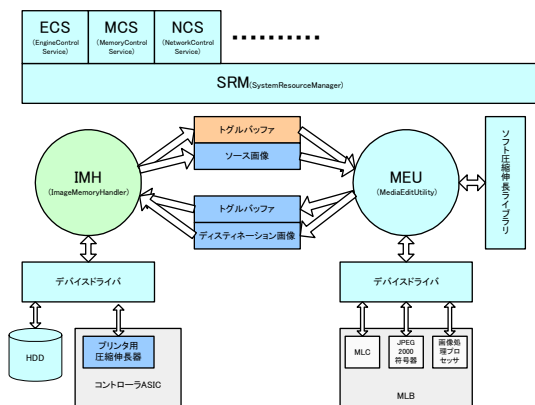 ECS
(EngineControl
Service)
MCS
(MemoryControl
Service)
NCS
(NetworkControl
Service)
SRM(SystemResourceManager)
トグルバッファ
ソース画像
IMH
(ImageMemoryHandler)
MEU
(MediaEditUtility)
ソフト圧縮伸長ライブラリ
トグルバッファ
ディスティネーション画像
デバイスドライバ
デバイスドライバ
HDD
プリンタ用
圧縮伸長器
コントローラASIC
MLC
JPEG
2000
符号器
画像処
理プロ
セッサ
MLB